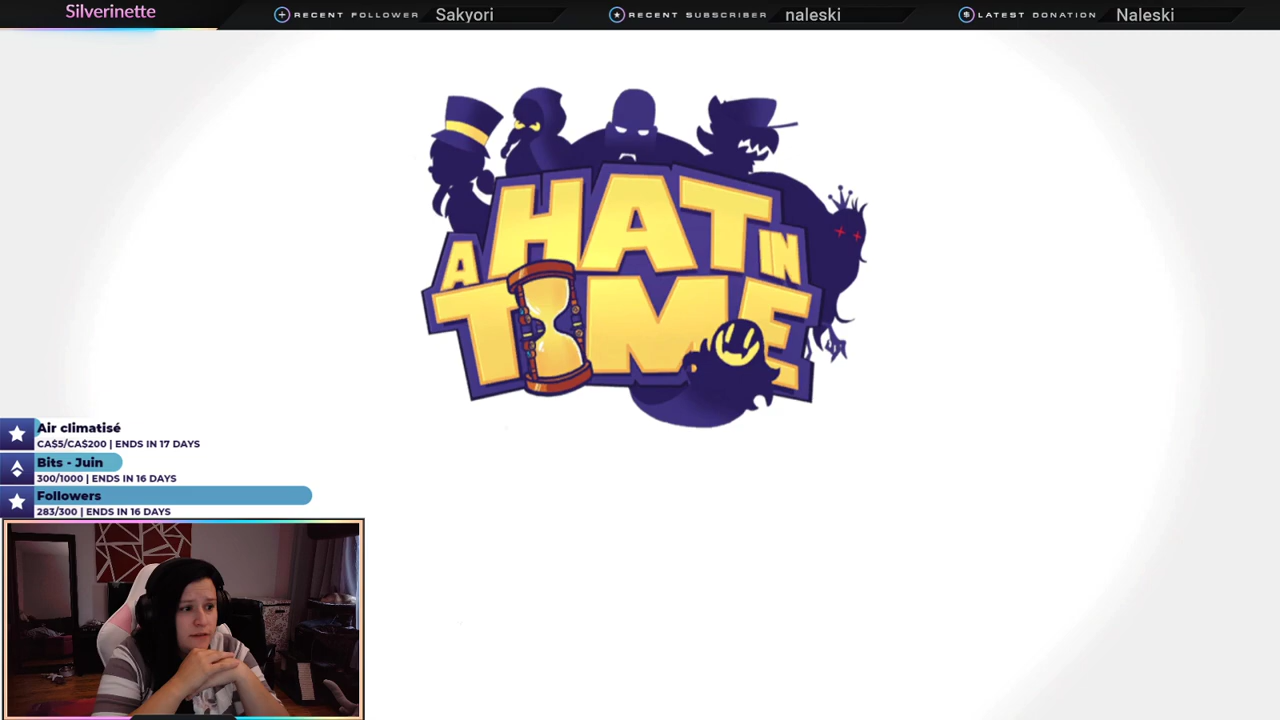 Silverinette
RECENT FOLLOWER Sakyori
RECENT SUBSCRIBER naleski
LATEST DONATION Naleski
A HAT IN
TIME
Air climatisé
CA$5/CA$200 | ENDS IN 17 DAYS
Bits - Juin
300/1000 | ENDS IN 16 DAYS
Followers
283/300 | ENDS IN 16 DAYS